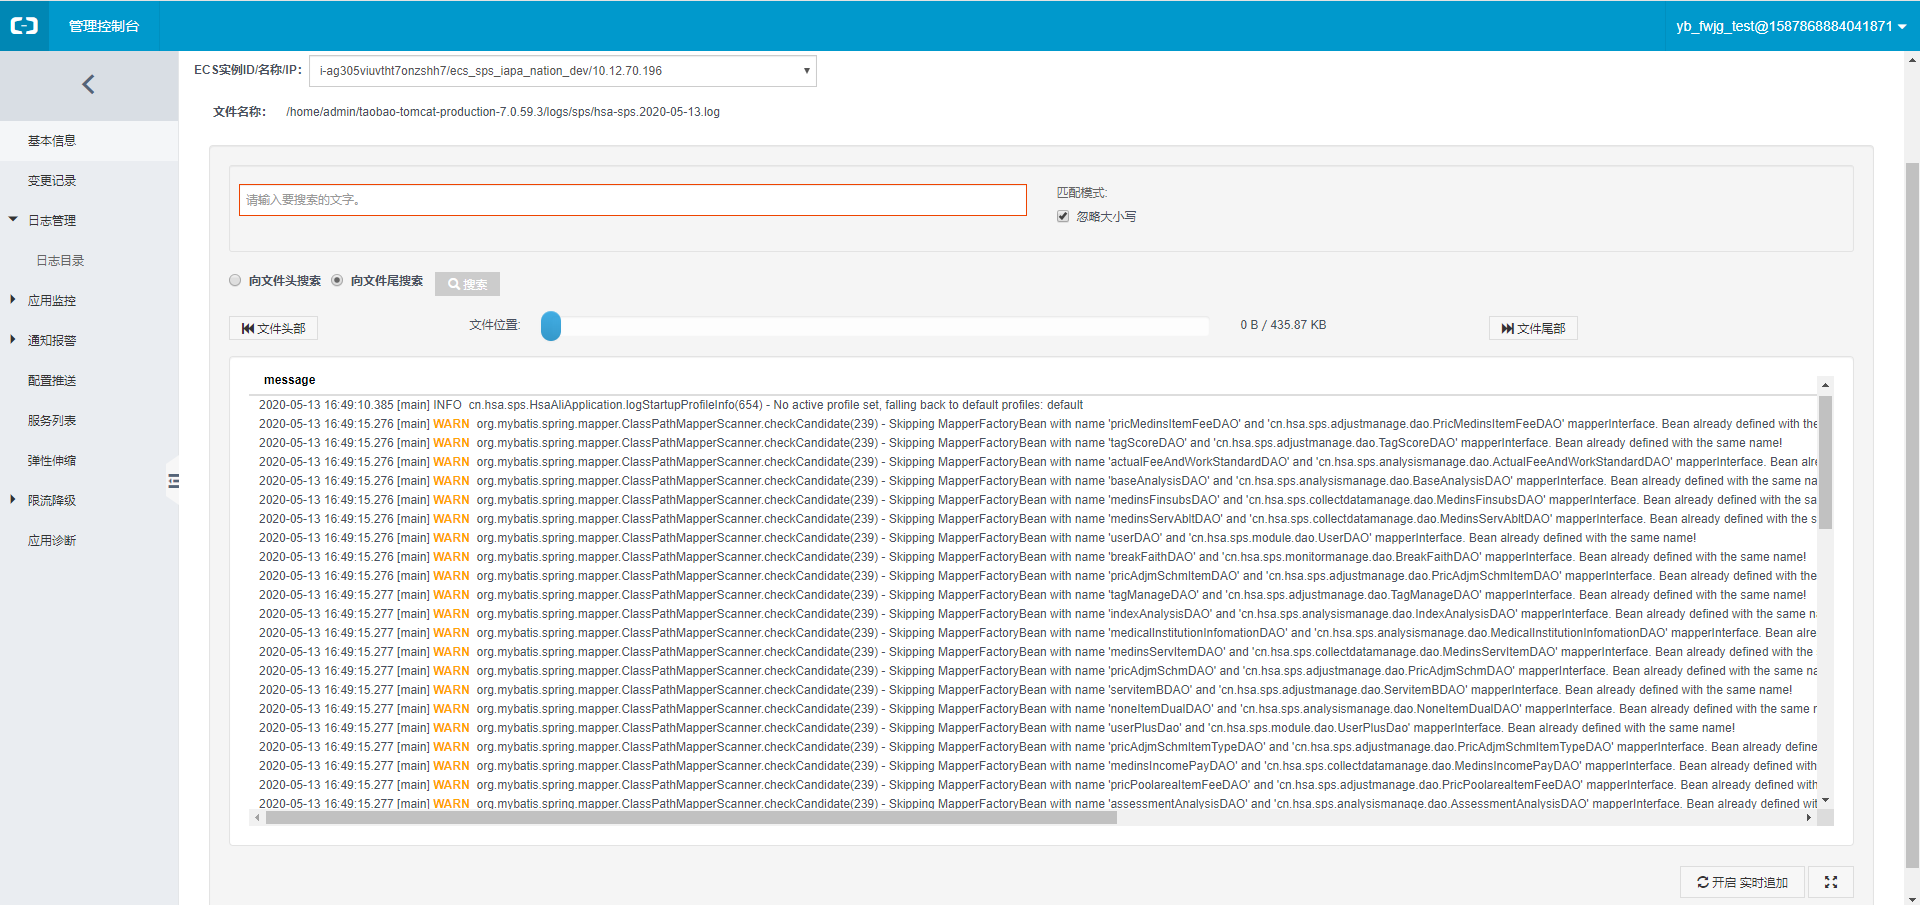 管理控制台
yb_fwjg_test@1587868884041871
ECS实例ID/名称/IP：
i-ag305viuvtht7onzshh7/ecs_sps_iapa_nation_dev/10.12.70.196
文件名称：
/home/admin/taobao-tomcat-production-7.0.59.3/logs/sps/hsa-sps.2020-05-13.log
基本信息
变更记录
日志管理
日志目录
应用监控
通知报警
配置推送
服务列表
弹性伸缩
限流降级
应用诊断
请输入要搜索的文字。
匹配模式:
忽略大小写
向文件头搜索
向文件尾搜索
搜索
文件头部
文件位置:
0 B / 435.87 KB
文件尾部
message
2020-05-13 16:49:10.385 [main] INFO cn.hsa.sps.HsaAliApplication.logStartupProfileInfo(654) - No active profile set, falling back to default profiles: default
2020-05-13 16:49:15.276 [main] WARN org.mybatis.spring.mapper.ClassPathMapperScanner.checkCandidate(239) - Skipping MapperFactoryBean with name 'pricMedinsItemFeeDAO' and 'cn.hsa.sps.adjustmanage.dao.PricMedinsItemFeeDAO' mapperInterface. Bean already defined with the
2020-05-13 16:49:15.276 [main] WARN org.mybatis.spring.mapper.ClassPathMapperScanner.checkCandidate(239) - Skipping MapperFactoryBean with name 'tagScoreDAO' and 'cn.hsa.sps.adjustmanage.dao.TagScoreDAO' mapperInterface. Bean already defined with the same name!
2020-05-13 16:49:15.276 [main] WARN org.mybatis.spring.mapper.ClassPathMapperScanner.checkCandidate(239) - Skipping MapperFactoryBean with name 'actualFeeAndWorkStandardDAO' and 'cn.hsa.sps.analysismanage.dao.ActualFeeAndWorkStandardDAO' mapperInterface. Bean alre
2020-05-13 16:49:15.276 [main] WARN org.mybatis.spring.mapper.ClassPathMapperScanner.checkCandidate(239) - Skipping MapperFactoryBean with name 'baseAnalysisDAO' and 'cn.hsa.sps.analysismanage.dao.BaseAnalysisDAO' mapperInterface. Bean already defined with the same na
2020-05-13 16:49:15.276 [main] WARN org.mybatis.spring.mapper.ClassPathMapperScanner.checkCandidate(239) - Skipping MapperFactoryBean with name 'medinsFinsubsDAO' and 'cn.hsa.sps.collectdatamanage.dao.MedinsFinsubsDAO' mapperInterface. Bean already defined with the sa
2020-05-13 16:49:15.276 [main] WARN org.mybatis.spring.mapper.ClassPathMapperScanner.checkCandidate(239) - Skipping MapperFactoryBean with name 'medinsServAbltDAO' and 'cn.hsa.sps.collectdatamanage.dao.MedinsServAbltDAO' mapperInterface. Bean already defined with the s
2020-05-13 16:49:15.276 [main] WARN org.mybatis.spring.mapper.ClassPathMapperScanner.checkCandidate(239) - Skipping MapperFactoryBean with name 'userDAO' and 'cn.hsa.sps.module.dao.UserDAO' mapperInterface. Bean already defined with the same name!
2020-05-13 16:49:15.276 [main] WARN org.mybatis.spring.mapper.ClassPathMapperScanner.checkCandidate(239) - Skipping MapperFactoryBean with name 'breakFaithDAO' and 'cn.hsa.sps.monitormanage.dao.BreakFaithDAO' mapperInterface. Bean already defined with the same name!
2020-05-13 16:49:15.276 [main] WARN org.mybatis.spring.mapper.ClassPathMapperScanner.checkCandidate(239) - Skipping MapperFactoryBean with name 'pricAdjmSchmItemDAO' and 'cn.hsa.sps.adjustmanage.dao.PricAdjmSchmItemDAO' mapperInterface. Bean already defined with the
2020-05-13 16:49:15.277 [main] WARN org.mybatis.spring.mapper.ClassPathMapperScanner.checkCandidate(239) - Skipping MapperFactoryBean with name 'tagManageDAO' and 'cn.hsa.sps.adjustmanage.dao.TagManageDAO' mapperInterface. Bean already defined with the same name!
2020-05-13 16:49:15.277 [main] WARN org.mybatis.spring.mapper.ClassPathMapperScanner.checkCandidate(239) - Skipping MapperFactoryBean with name 'indexAnalysisDAO' and 'cn.hsa.sps.analysismanage.dao.IndexAnalysisDAO' mapperInterface. Bean already defined with the same n
2020-05-13 16:49:15.277 [main] WARN org.mybatis.spring.mapper.ClassPathMapperScanner.checkCandidate(239) - Skipping MapperFactoryBean with name 'medicalInstitutionInfomationDAO' and 'cn.hsa.sps.analysismanage.dao.MedicalInstitutionInfomationDAO' mapperInterface. Bean alre
2020-05-13 16:49:15.277 [main] WARN org.mybatis.spring.mapper.ClassPathMapperScanner.checkCandidate(239) - Skipping MapperFactoryBean with name 'medinsServItemDAO' and 'cn.hsa.sps.collectdatamanage.dao.MedinsServItemDAO' mapperInterface. Bean already defined with the
2020-05-13 16:49:15.277 [main] WARN org.mybatis.spring.mapper.ClassPathMapperScanner.checkCandidate(239) - Skipping MapperFactoryBean with name 'pricAdjmSchmDAO' and 'cn.hsa.sps.adjustmanage.dao.PricAdjmSchmDAO' mapperInterface. Bean already defined with the same na
2020-05-13 16:49:15.277 [main] WARN org.mybatis.spring.mapper.ClassPathMapperScanner.checkCandidate(239) - Skipping MapperFactoryBean with name 'servitemBDAO' and 'cn.hsa.sps.adjustmanage.dao.ServitemBDAO' mapperInterface. Bean already defined with the same name!
2020-05-13 16:49:15.277 [main] WARN org.mybatis.spring.mapper.ClassPathMapperScanner.checkCandidate(239) - Skipping MapperFactoryBean with name 'noneItemDualDAO' and 'cn.hsa.sps.analysismanage.dao.NoneItemDualDAO' mapperInterface. Bean already defined with the same r
2020-05-13 16:49:15.277 [main] WARN org.mybatis.spring.mapper.ClassPathMapperScanner.checkCandidate(239) - Skipping MapperFactoryBean with name 'userPlusDao' and 'cn.hsa.sps.module.dao.UserPlusDao' mapperInterface. Bean already defined with the same name!
2020-05-13 16:49:15.277 [main] WARN org.mybatis.spring.mapper.ClassPathMapperScanner.checkCandidate(239) - Skipping MapperFactoryBean with name 'pricAdjmSchmItemTypeDAO' and 'cn.hsa.sps.adjustmanage.dao.PricAdjmSchmItemTypeDAO' mapperInterface. Bean already define
2020-05-13 16:49:15.277 [main] WARN org.mybatis.spring.mapper.ClassPathMapperScanner.checkCandidate(239) - Skipping MapperFactoryBean with name 'medinsIncomePayDAO' and 'cn.hsa.sps.collectdatamanage.dao.MedinsIncomePayDAO' mapperInterface. Bean already defined with
2020-05-13 16:49:15.277 [main] WARN org.mybatis.spring.mapper.ClassPathMapperScanner.checkCandidate(239) - Skipping MapperFactoryBean with name 'pricPoolareaItemFeeDAO' and 'cn.hsa.sps.adjustmanage.dao.PricPoolareaItemFeeDAO' mapperInterface. Bean already defined with
2020-05-13 16:49:15.277 [main] WARN org.mybatis.spring.mapper.ClassPathMapperScanner.checkCandidate(239) - Skipping MapperFactoryBean with name 'assessmentAnalysisDAO' and 'cn.hsa.sps.analysismanage.dao.AssessmentAnalysisDAO' mapperInterface. Bean already defined wit
开启 实时追加